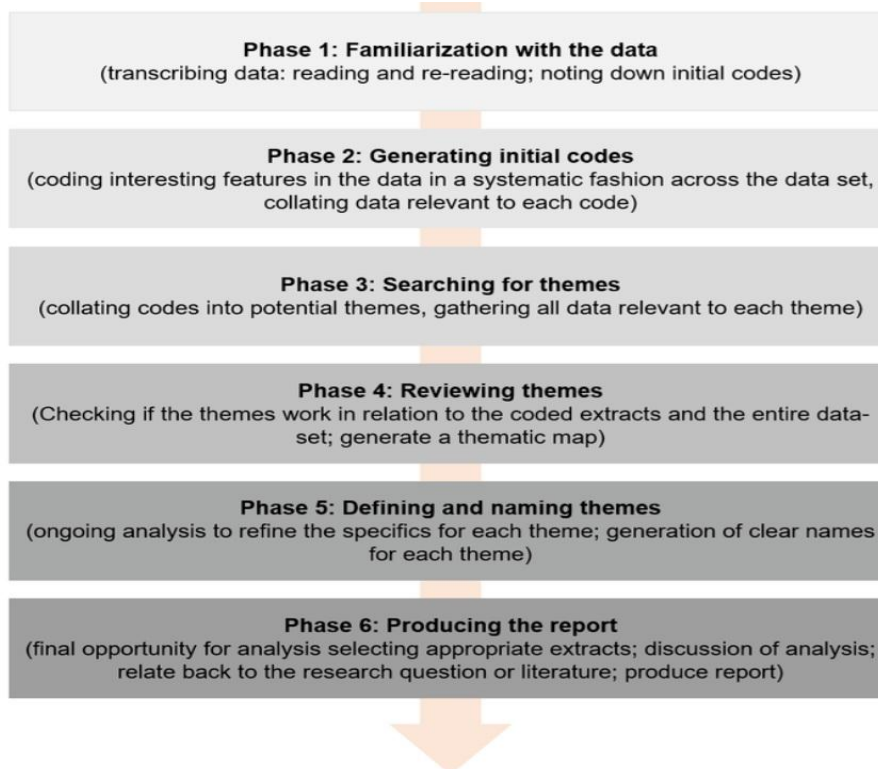 Phase 1: Familiarization with the data
(transcribing data: reading and re-reading; noting down initial codes)
Phase 2: Generating initial codes
(coding interesting features in the data in a systematic fashion across the data set,
collating data relevant to each code)
Phase 3: Searching for themes
(collating codes into potential themes, gathering all data relevant to each theme)
Phase 4: Reviewing themes
(Checking if the themes work in relation to the coded extracts and the entire data-
set; generate a thematic map)
Phase 5: Defining and naming themes
(ongoing analysis to refine the specifics for each theme; generation of clear names
for each theme)
Phase 6: Producing the report
(final opportunity for analysis selecting appropriate extracts; discussion of analysis;
relate back to the research question or literature; produce report)